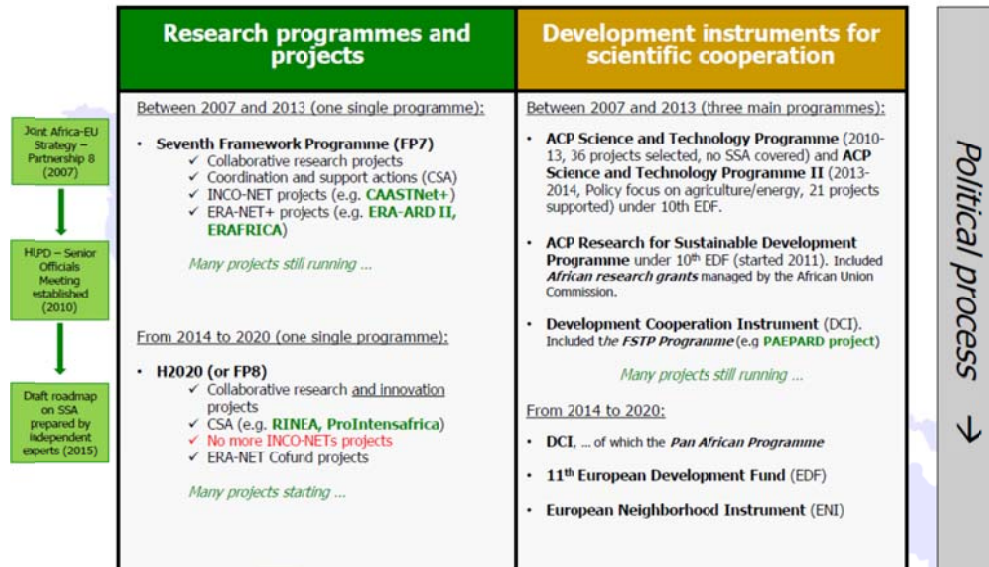 Joint Africa-EU
Strategy –
Partnership 8
(2007)
HLPD – Senior
Officials
Meeting
established
(2010)
Draft roadmap
on SSA
prepared by
independent
experts (2015)
Research programmes and
projects
Between 2007 and 2013 (one single programme):
• Seventh Framework Programme (FP7)
✓ Collaborative research projects
✓ Coordination and support actions (CSA)
✓ INCO-NET projects (e.g. CAASTNet+)
✓ ERA-NET+ projects (e.g. ERA-ARD II,
ERAFRICA)
Many projects still running ...
From 2014 to 2020 (one single programme):
• H2020 (or FP8)
✓ Collaborative research and innovation
projects
✓ CSA (e.g. RINEA, ProIntensafrica)
✓ No more INCO-NETs projects
✓ ERA-NET Cofund projects
Many projects starting ...
Development instruments for
scientific cooperation
Between 2007 and 2013 (three main programmes):
• ACP Science and Technology Programme (2010-
13, 36 projects selected, no SSA covered) and ACP
Science and Technology Programme II (2013-
2014, Policy focus on agriculture/energy, 21 projects
supported) under 10th EDF.
• ACP Research for Sustainable Development
Programme under 10th EDF (started 2011). Included
African research grants managed by the African Union
Commission.
• Development Cooperation Instrument (DCI).
Included the FSTP Programme (e.g PAEPARD project)
Many projects still running ...
From 2014 to 2020:
• DCI, ... of which the Pan African Programme
• 11th European Development Fund (EDF)
• European Neighborhood Instrument (ENI)
Political process →